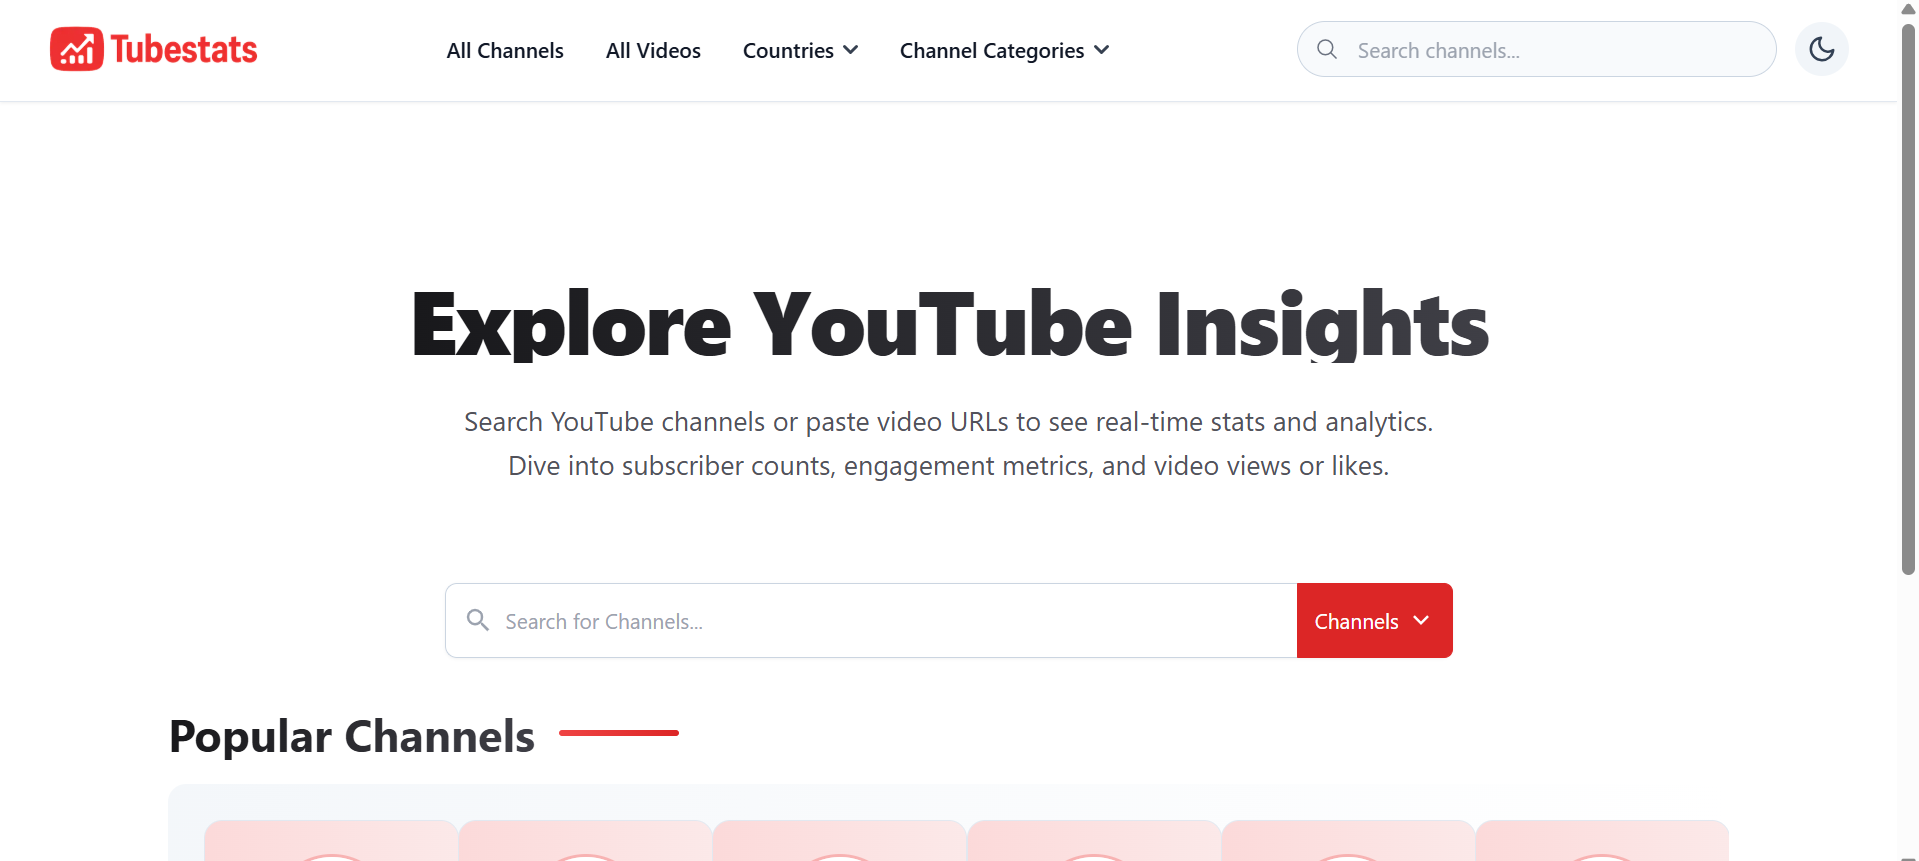 Tubestats
All Channels
All Videos
Countries
Channel Categories
Search channels...
Explore YouTube Insights
Search YouTube channels or paste video URLs to see real-time stats and analytics.
Dive into subscriber counts, engagement metrics, and video views or likes.
Search for Channels...
Channels
Popular Channels